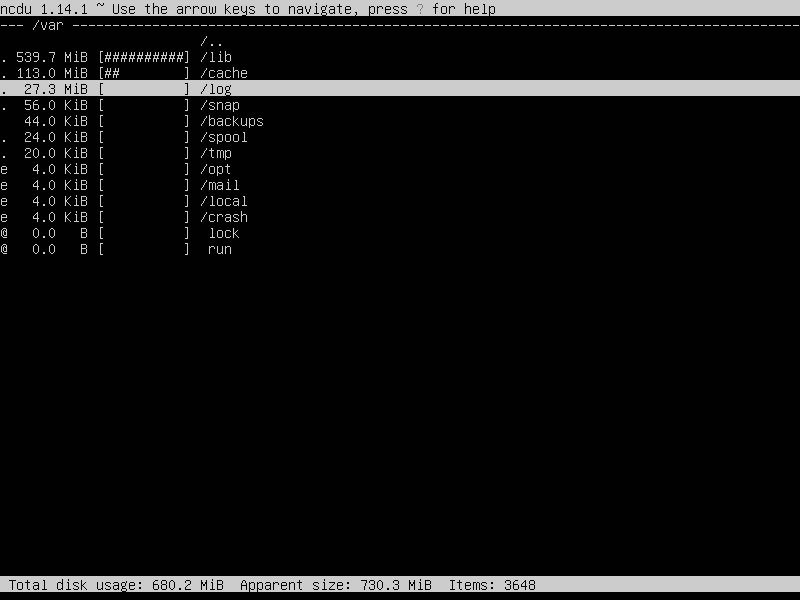 ncdu 1.14.1 ~ Use the arrow keys to navigate, press ? for help
--- /var ----------------------------------------------------------------------------------------
                         /..
. 539.7 MiB [##########] /lib
. 113.0 MiB [##        ] /cache
.  27.3 MiB [          ] /log
.  56.0 KiB [          ] /snap
   44.0 KiB [          ] /backups
.  24.0 KiB [          ] /spool
.  20.0 KiB [          ] /tmp
e   4.0 KiB [          ] /opt
e   4.0 KiB [          ] /mail
e   4.0 KiB [          ] /local
e   4.0 KiB [          ] /crash
@   0.0   B [          ]  lock
@   0.0   B [          ]  run
Total disk usage: 680.2 MiB  Apparent size: 730.3 MiB  Items: 3648